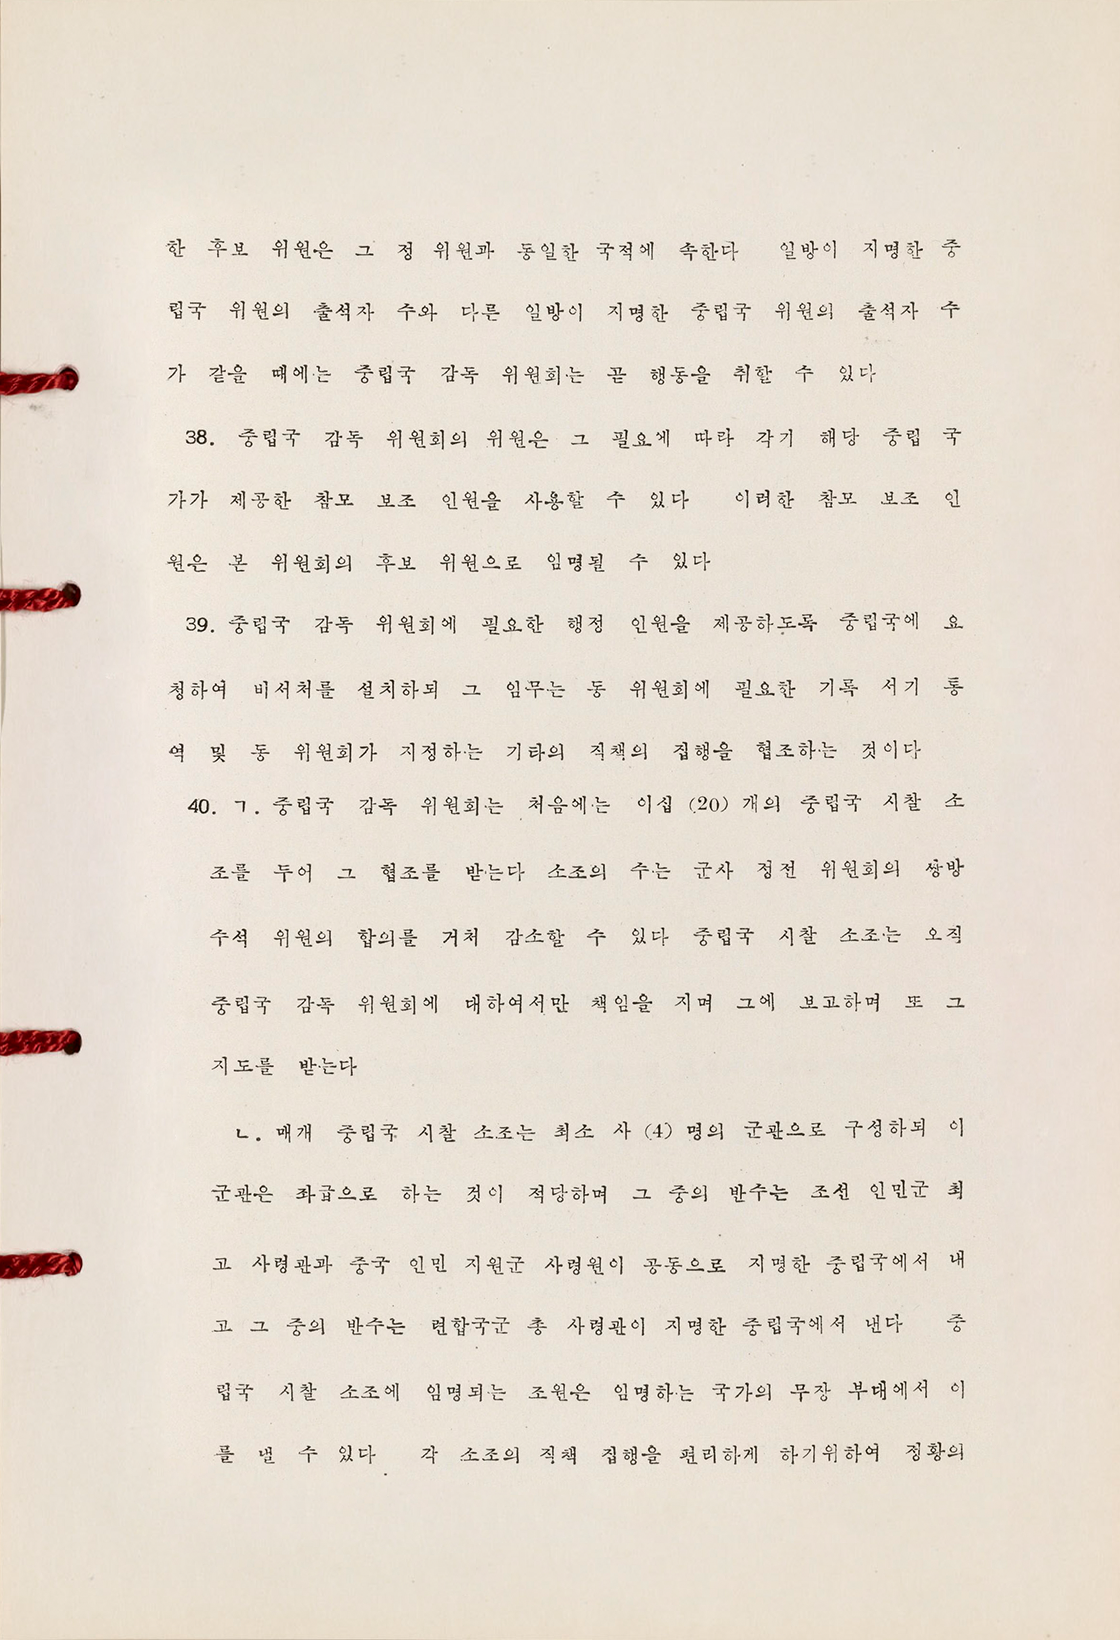 한 후보 위원은 그 정 위원과 동일한 국적에 속한다 일방이 지명한 중
립국 위원의 출석자 수와 다른 일방이 지명한 중립국 위원의 출석자 수
가 같을 때에는 중립국 감독 위원회는 곧 행동을 취할 수 있다
38. 중립국 감독 위원회의 위원은 그 필요에 따라 각기 해당 중립 국
가가 제공한 참모 보조 인원을 사용할 수 있다 이러한 참모 보조 인
원은 본 위원회의 후보 위원으로 임명될 수 있다
39. 중립국 감독 위원회에 필요한 행정 인원을 제공하도록 중립국에 요
청하여 비서처를 설치하되 그 임무는 동 위원회에 필요한 기록 서기 통
역 및 동 위원회가 지정하는 기타의 직책의 집행을 협조하는 것이다
40. ㄱ. 중립국 감독 위원회는 처음에는 이십 (20) 개의 중립국 시찰 소
조를 두어 그 협조를 받는다 소조의 수는 군사 정전 위원회의 쌍방
수석 위원의 합의를 거쳐 감소할 수 있다 중립국 시찰 소조는 오직
중립국 감독 위원회에 대하여서만 책임을 지며 그에 보고하며 또 그
지도를 받는다
ㄴ. 매개 중립국 시찰 소조는 최소 사 (4) 명의 군관으로 구성하되 이
군관은 좌급으로 하는 것이 적당하며 그 중의 반수는 조선 인민군 최
고 사령관과 중국 인민 지원군 사령원이 공동으로 지명한 중립국에서 내
고 그 중의 반수는 련합국군 총 사령관이 지명한 중립국에서 낸다 중
립국 시찰 소조에 임명되는 조원은 임명하는 국가의 무장 부대에서 이
를 낼 수 있다 각 소조의 직책 집행을 편리하게 하기위하여 정황의